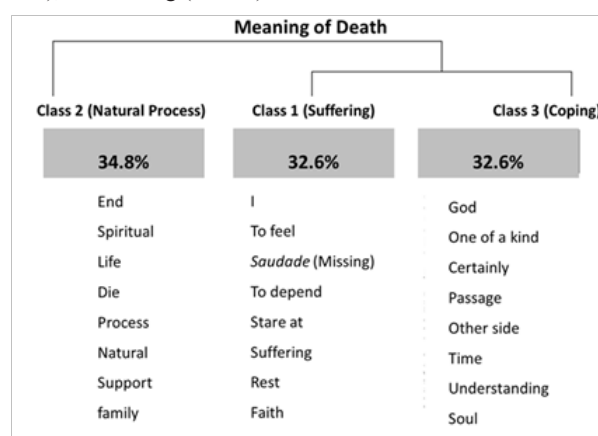 Meaning of Death
Class 2 (Natural Process)
34.8%
End
Spiritual
Life
Die
Process
Natural
Support
family
Class 1 (Suffering)
32.6%
I
To feel
Saudade (Missing)
To depend
Stare at
Suffering
Rest
Faith
Class 3 (Coping)
32.6%
God
One of a kind
Certainly
Passage
Other side
Time
Understanding
Soul